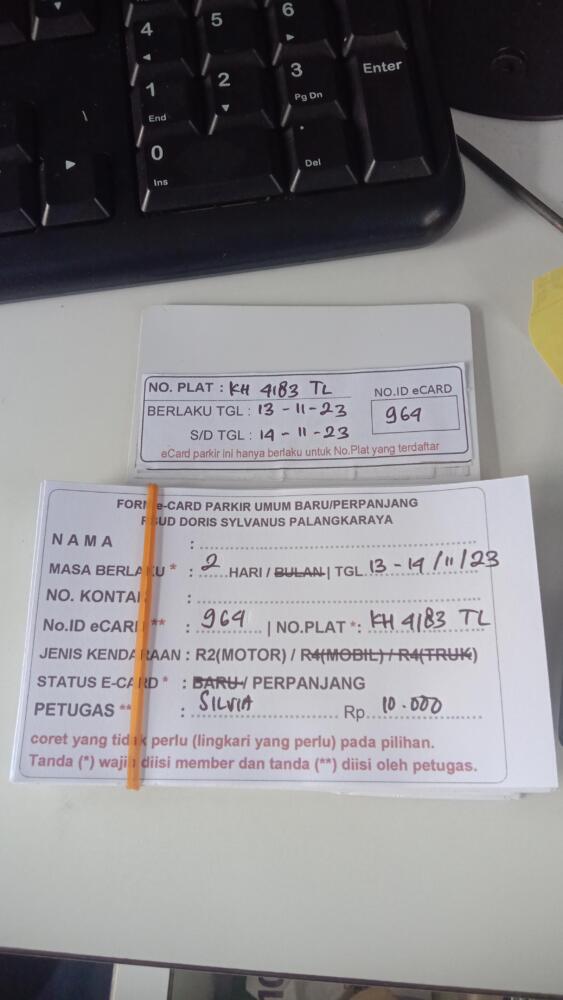 4
5
6
1
End
2
3
Pg Dn
Enter
0
Ins
.
Del
\
NO. PLAT : KH 4183 TL
NO.ID eCARD
BERLAKU TGL : 13 - 11 - 23
964
S/D TGL : 14 - 11 - 23
eCard parkir ini hanya berlaku untuk No.Plat yang terdaftar
FORM e-CARD PARKIR UMUM BARU/PERPANJANG
RSUD DORIS SYLVANUS PALANGKARAYA
NAMA :
MASA BERLAKU * : 2 HARI / BULAN | TGL 13 - 14 / 11 / 23
NO. KONTAK :
No.ID eCARD ** : 964 | NO.PLAT *: KH 4183 TL
JENIS KENDARAAN : R2(MOTOR) / R4(MOBIL) / R4(TRUK)
STATUS E-CARD * : BARU / PERPANJANG
PETUGAS ** : SILVIA Rp. 10.000
coret yang tidak perlu (lingkari yang perlu) pada pilihan.
Tanda (*) wajib diisi member dan tanda (**) diisi oleh petugas.